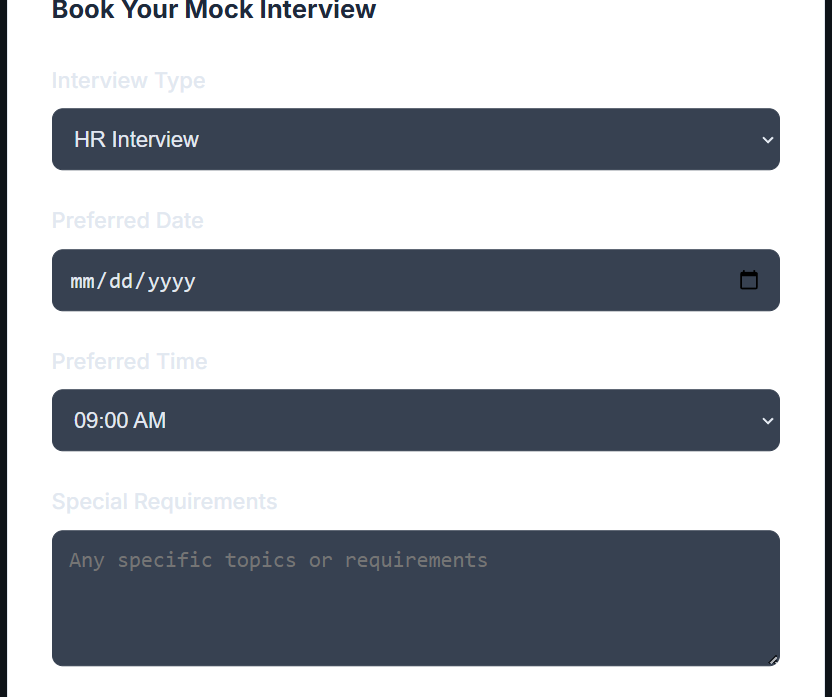 Book Your Mock Interview
Interview Type
HR Interview
Preferred Date
mm/dd/yyyy
Preferred Time
09:00 AM
Special Requirements
Any specific topics or requirements